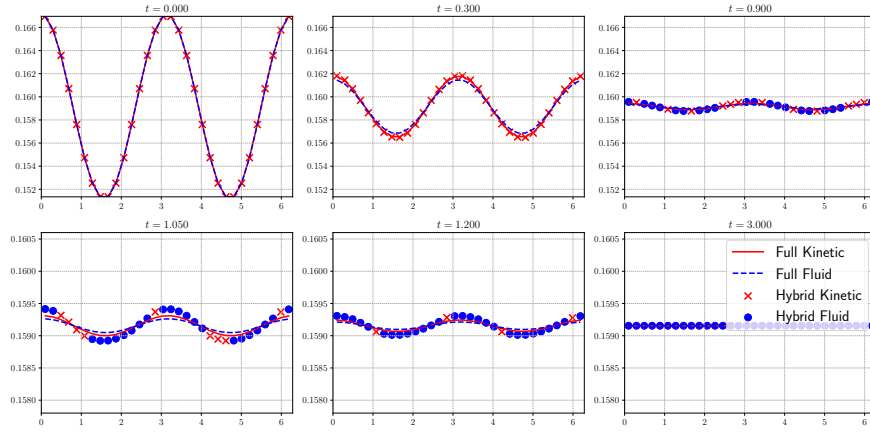 t = 0.000
t = 0.300
t = 0.900
0.166
0.164
0.162
0.160
0.158
0.156
0.154
0.152
0 1 2 3 4 5 6
0.166
0.164
0.162
0.160
0.158
0.156
0.154
0.152
0 1 2 3 4 5 6
0.166
0.164
0.162
0.160
0.158
0.156
0.154
0.152
0 1 2 3 4 5 6
t = 1.050
t = 1.200
t = 3.000
0.1605
0.1600
0.1595
0.1590
0.1585
0.1580
0 1 2 3 4 5 6
0.1605
0.1600
0.1595
0.1590
0.1585
0.1580
0 1 2 3 4 5 6
0.1605
0.1600
0.1595
0.1590
0.1585
0.1580
0 1 2 3 4 5 6
Full Kinetic
Full Fluid
Hybrid Kinetic
Hybrid Fluid